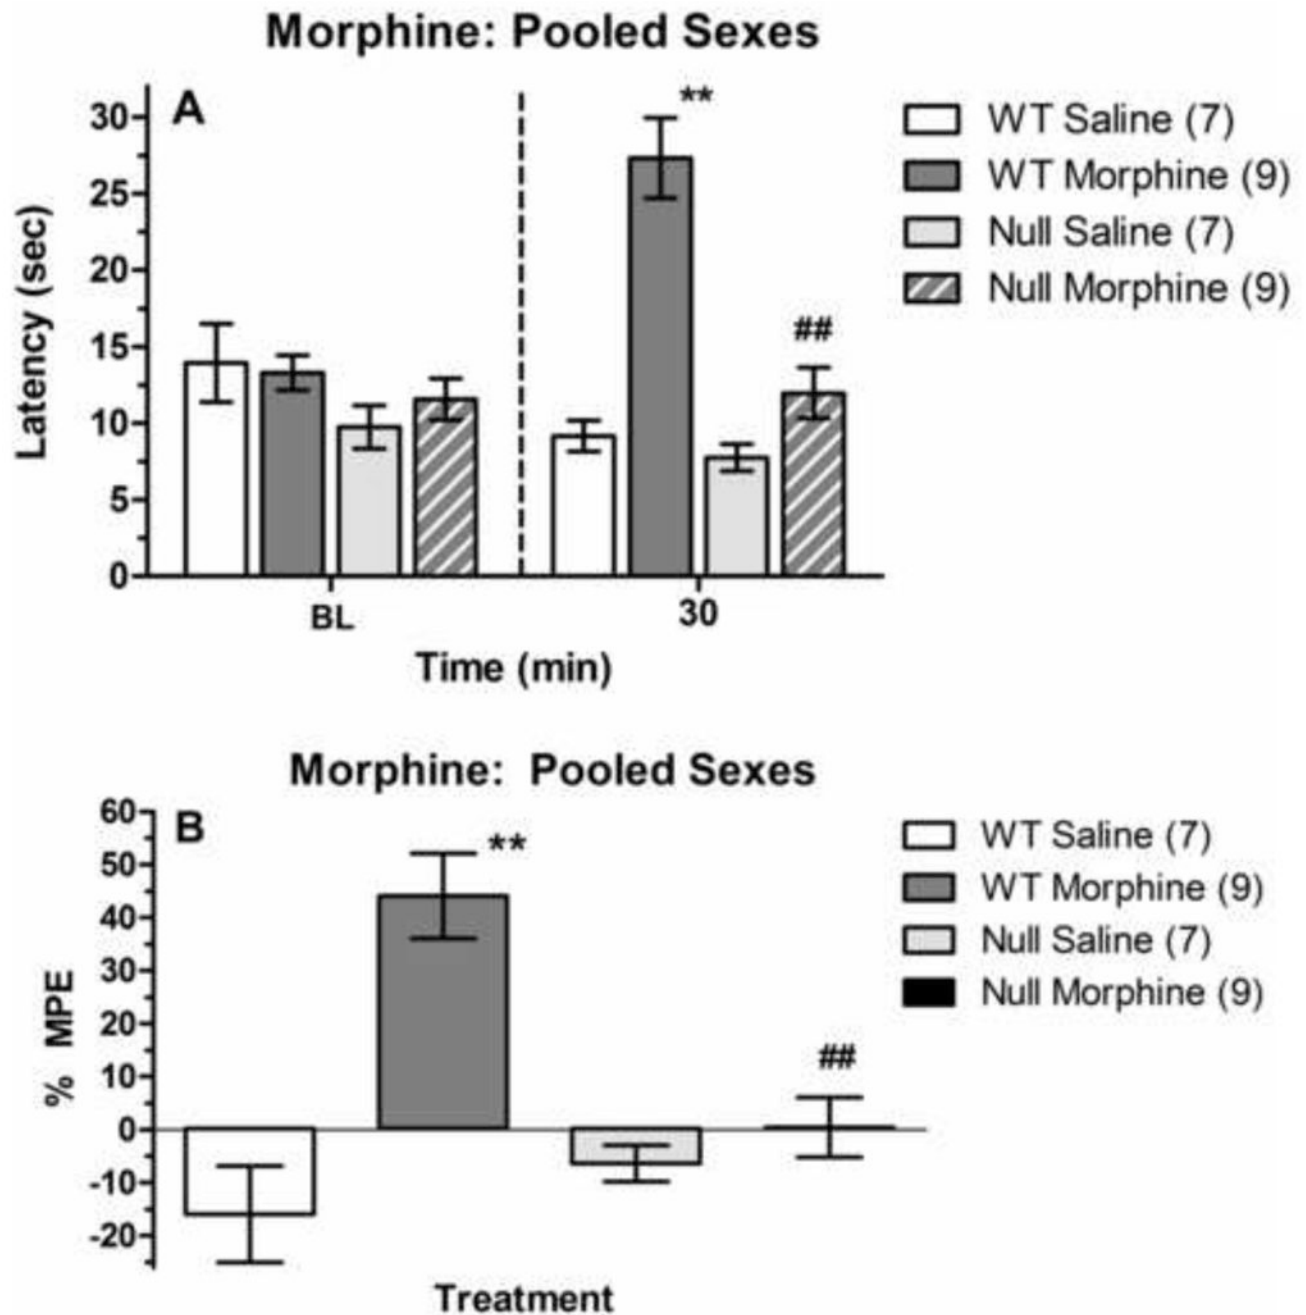 Morphine: Pooled Sexes
A
**
##
30
25
20
15
10
5
0
Latency (sec)
BL
30
Time (min)
WT Saline (7)
WT Morphine (9)
Null Saline (7)
Null Morphine (9)
Morphine: Pooled Sexes
B
**
##
60
50
40
30
20
10
0
-10
-20
% MPE
Treatment
WT Saline (7)
WT Morphine (9)
Null Saline (7)
Null Morphine (9)